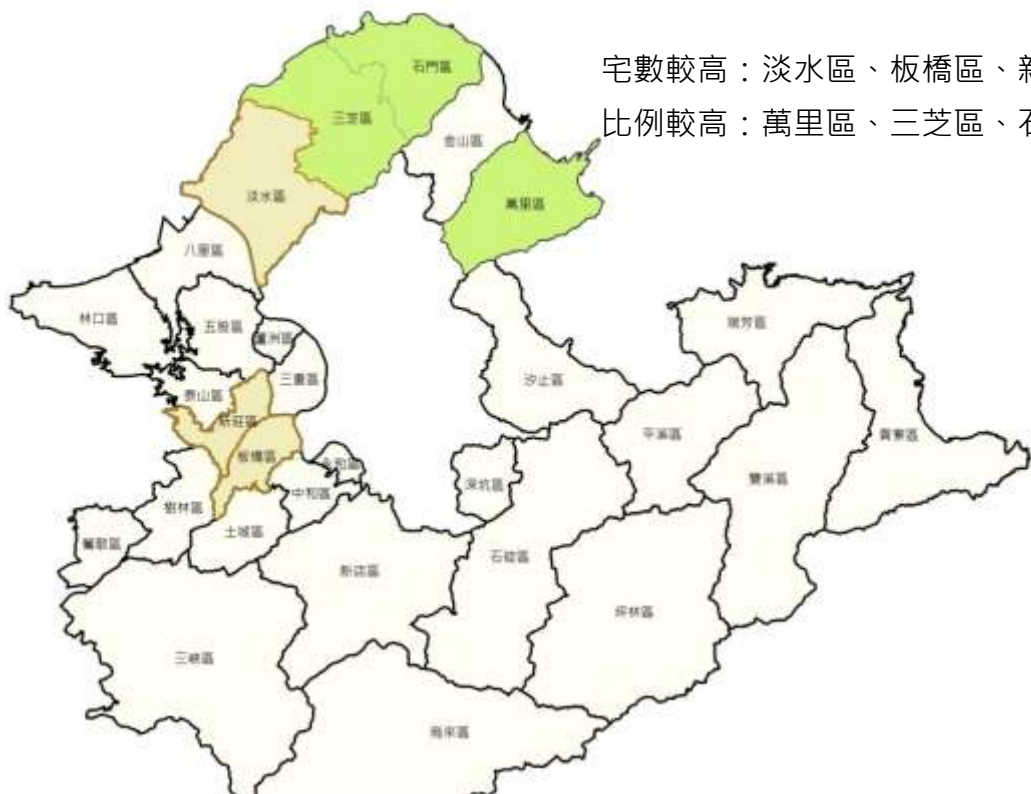 宅數較高：淡水區、板橋區、新
比例較高：萬里區、三芝區、石
石門區
三芝區
金山區
淡水區
萬里區
八里區
林口區
五股區
蘆洲區
瑞芳區
三重區
汐止區
泰山區
新莊區
平溪區
貢寮區
板橋區
永和區
雙溪區
深坑區
中和區
樹林區
土城區
鶯歌區
石碇區
新店區
坪林區
三峽區
烏來區